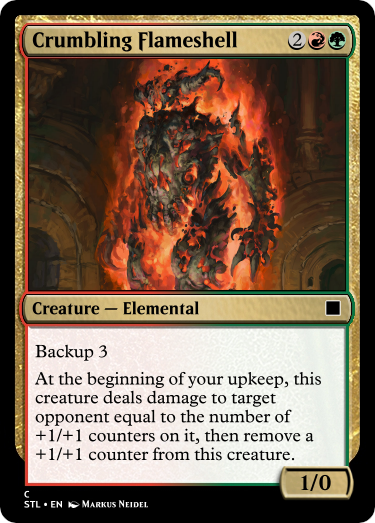 Crumbling Flameshell 2
Creature — Elemental
Backup 3
At the beginning of your upkeep, this
creature deals damage to target
opponent equal to the number of
+1/+1 counters on it, then remove a
+1/+1 counter from this creature.
1/0
C
STL • EN Markus Neidel